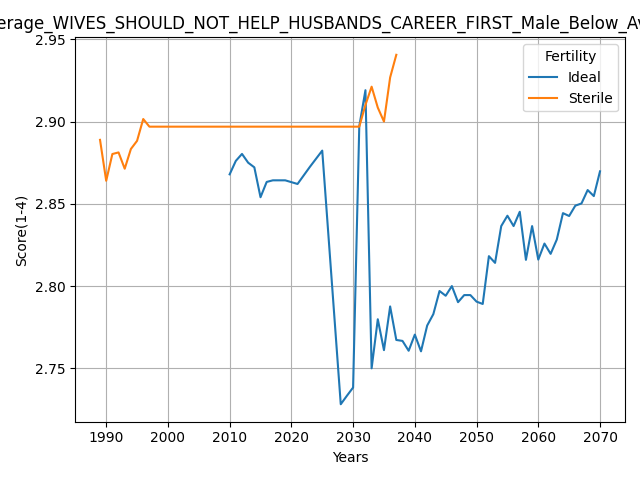 erage_WIVES_SHOULD_NOT_HELP_HUSBANDS_CAREER_FIRST_Male_Below_Av
2.95
2.90
2.85
2.80
2.75
Score(1-4)
Fertility
Ideal
Sterile
1990 2000 2010 2020 2030 2040 2050 2060 2070
Years